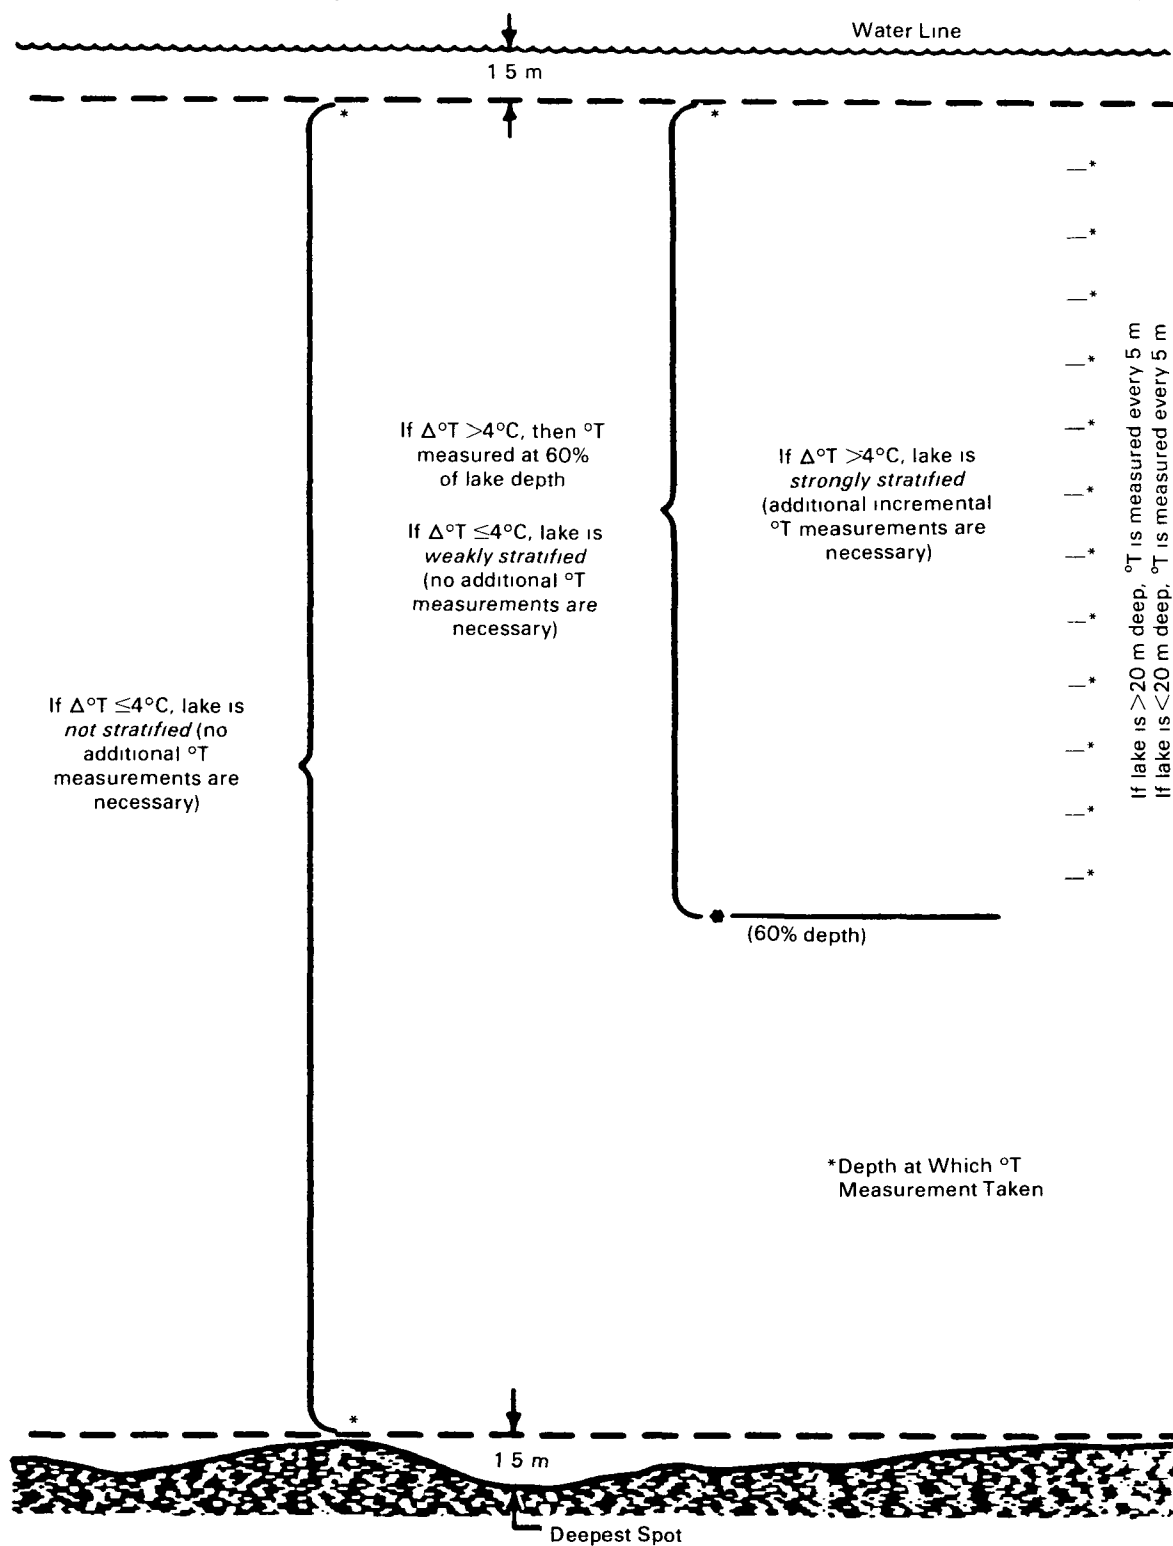 Water Line
1 5 m
*
*
—*
—*
—*
—*
—*
—*
—*
—*
—*
—*
—*
—*
If Δ°T >4°C, then °T
measured at 60%
of lake depth
If Δ°T ≤4°C, lake is
weakly stratified
(no additional °T
measurements are
necessary)
If Δ°T >4°C, lake is
strongly stratified
(additional incremental
°T measurements are
necessary)
If lake is >20 m deep, °T is measured every 5 m
If lake is <20 m deep, °T is measured every 5 m
If Δ°T ≤4°C, lake is
not stratified (no
additional °T
measurements are
necessary)
(60% depth)
*Depth at Which °T
Measurement Taken
*
1 5 m
Deepest Spot